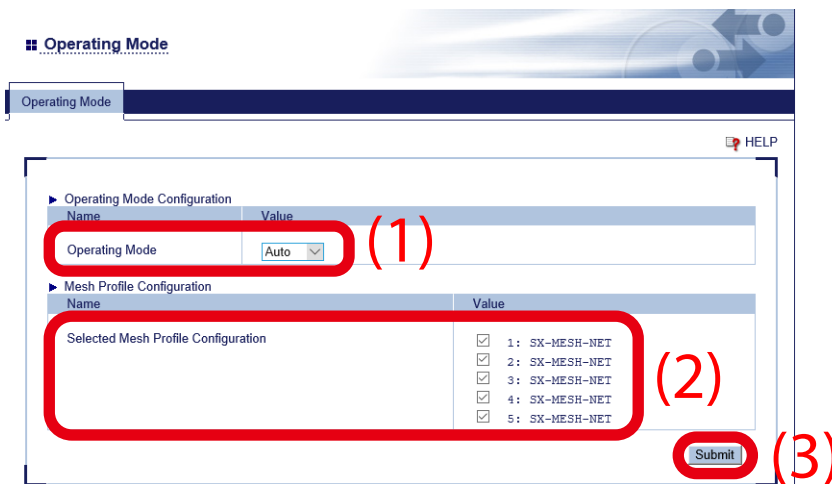 Operating Mode
Operating Mode
HELP
Operating Mode Configuration
Name Value
Operating Mode Auto
(1)
Mesh Profile Configuration
Name Value
Selected Mesh Profile Configuration
1: SX-MESH-NET
2: SX-MESH-NET
3: SX-MESH-NET
4: SX-MESH-NET
5: SX-MESH-NET
(2)
Submit
(3)